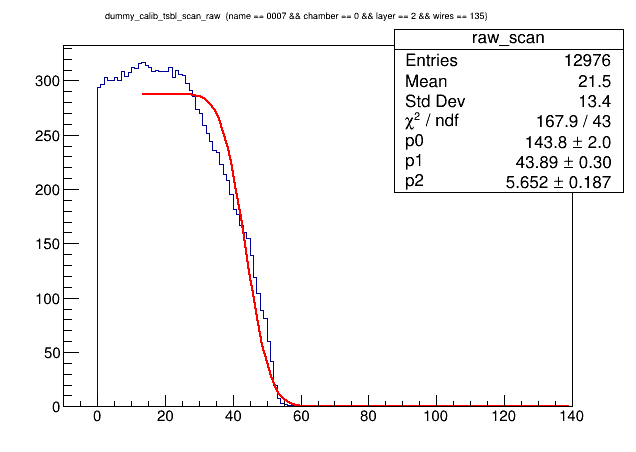 dummy_calib_tsbl_scan_raw (name == 0007 && chamber == 0 && layer == 2 && wires == 135)
raw_scan
Entries 12976
Mean 21.5
Std Dev 13.4
χ² / ndf 167.9 / 43
p0 143.8 ± 2.0
p1 43.89 ± 0.30
p2 5.652 ± 0.187
300
250
200
150
100
50
0
0 20 40 60 80 100 120 140